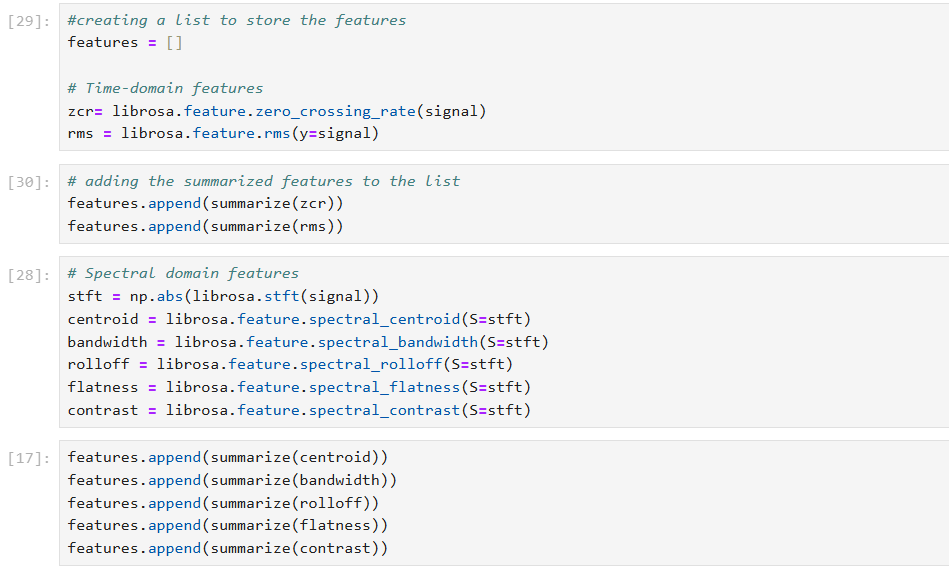 [29]: #creating a list to store the features
features = []
# Time-domain features
zcr= librosa.feature.zero_crossing_rate(signal)
rms = librosa.feature.rms(y=signal)
[30]: # adding the summarized features to the list
features.append(summarize(zcr))
features.append(summarize(rms))
[28]: # Spectral domain features
stft = np.abs(librosa.stft(signal))
centroid = librosa.feature.spectral_centroid(S=stft)
bandwidth = librosa.feature.spectral_bandwidth(S=stft)
rolloff = librosa.feature.spectral_rolloff(S=stft)
flatness = librosa.feature.spectral_flatness(S=stft)
contrast = librosa.feature.spectral_contrast(S=stft)
[17]: features.append(summarize(centroid))
features.append(summarize(bandwidth))
features.append(summarize(rolloff))
features.append(summarize(flatness))
features.append(summarize(contrast))